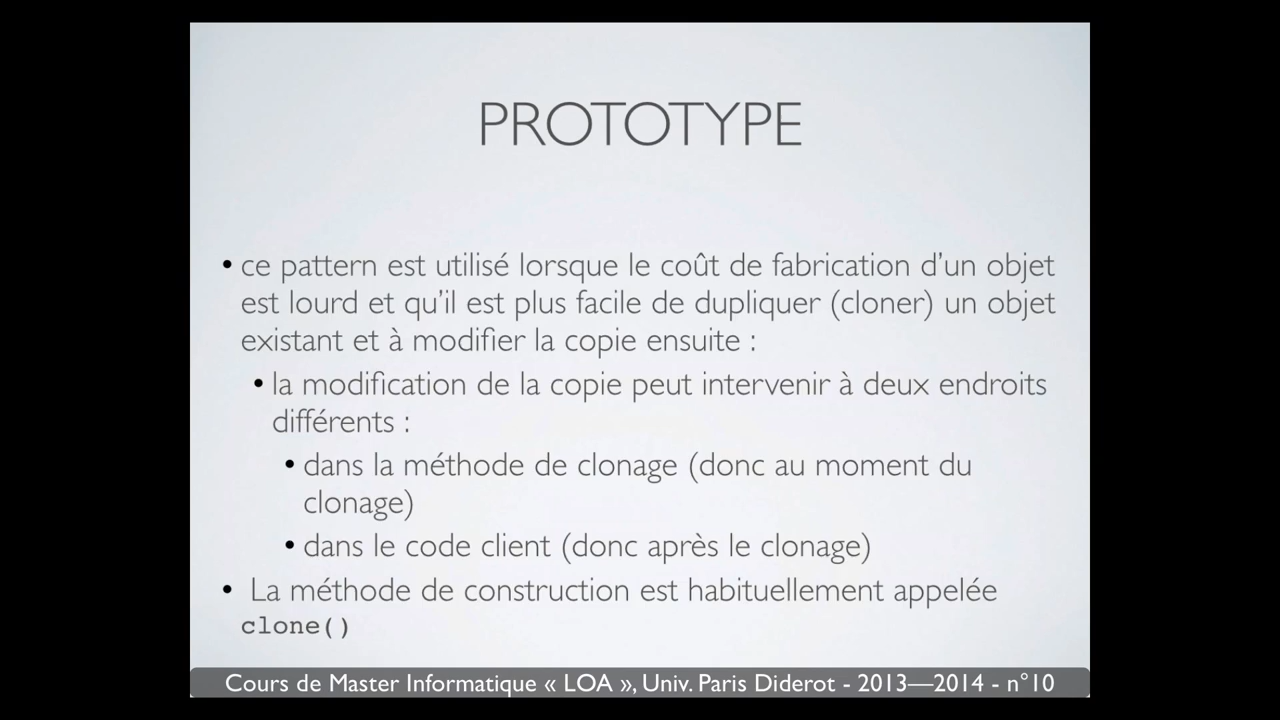 PROTOTYPE
• ce pattern est utilisé lorsque le coût de fabrication d’un objet
est lourd et qu’il est plus facile de dupliquer (cloner) un objet
existant et à modifier la copie ensuite :
• la modification de la copie peut intervenir à deux endroits
différents :
• dans la méthode de clonage (donc au moment du
clonage)
• dans le code client (donc après le clonage)
• La méthode de construction est habituellement appelée
clone()
Cours de Master Informatique « LOA », Univ. Paris Diderot - 2013—2014 - n°10